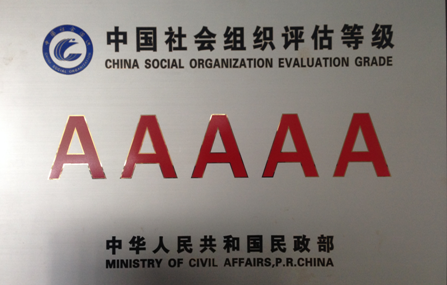 中国社会组织评估等级
CHINA SOCIAL ORGANIZATION EVALUATION GRADE
AAAAA
中华人民共和国民政部
MINISTRY OF CIVIL AFFAIRS,P.R.CHINA